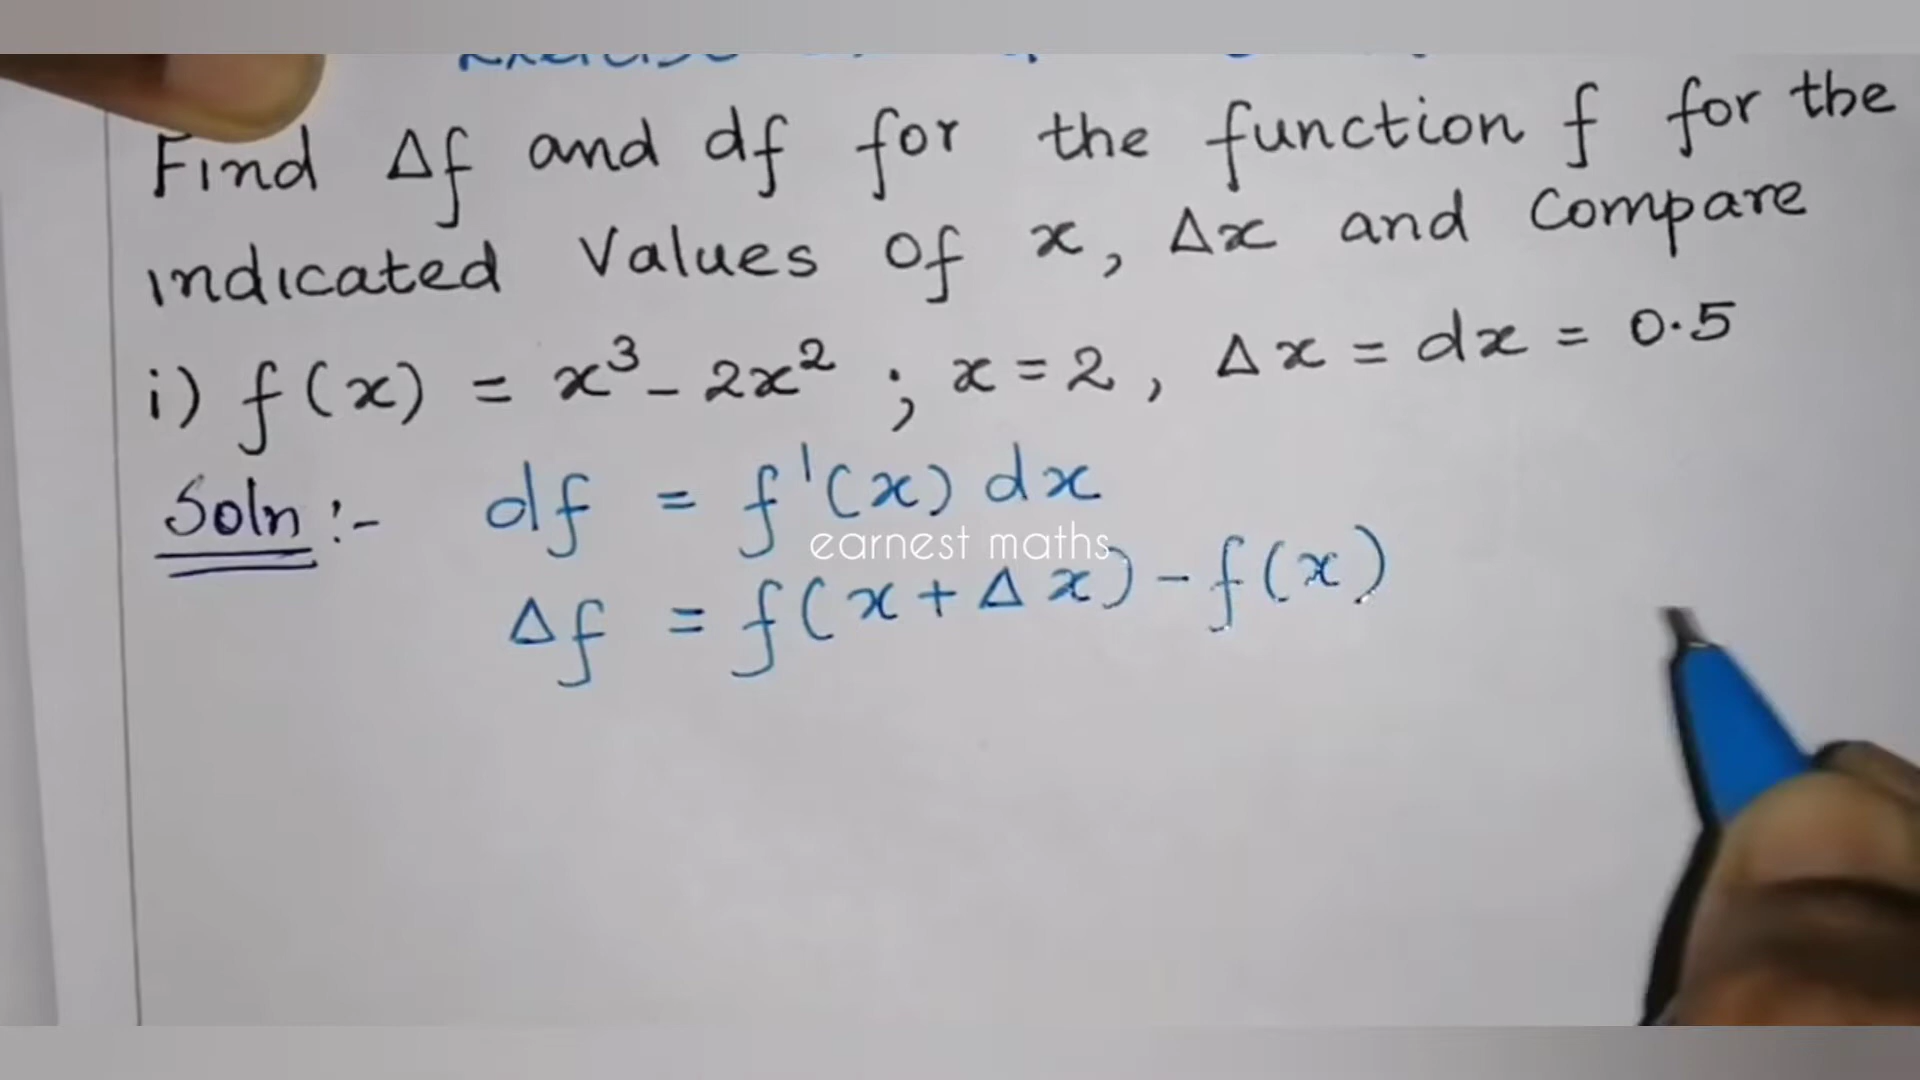 Find Δf and df for the function f for the
indicated Values of x, Δx and Compare
i) f(x) = x³ - 2x² ; x = 2, Δx = dx = 0.5
Soln :- df = f'(x) dx
earnest maths
Δf = f(x + Δx) - f(x)